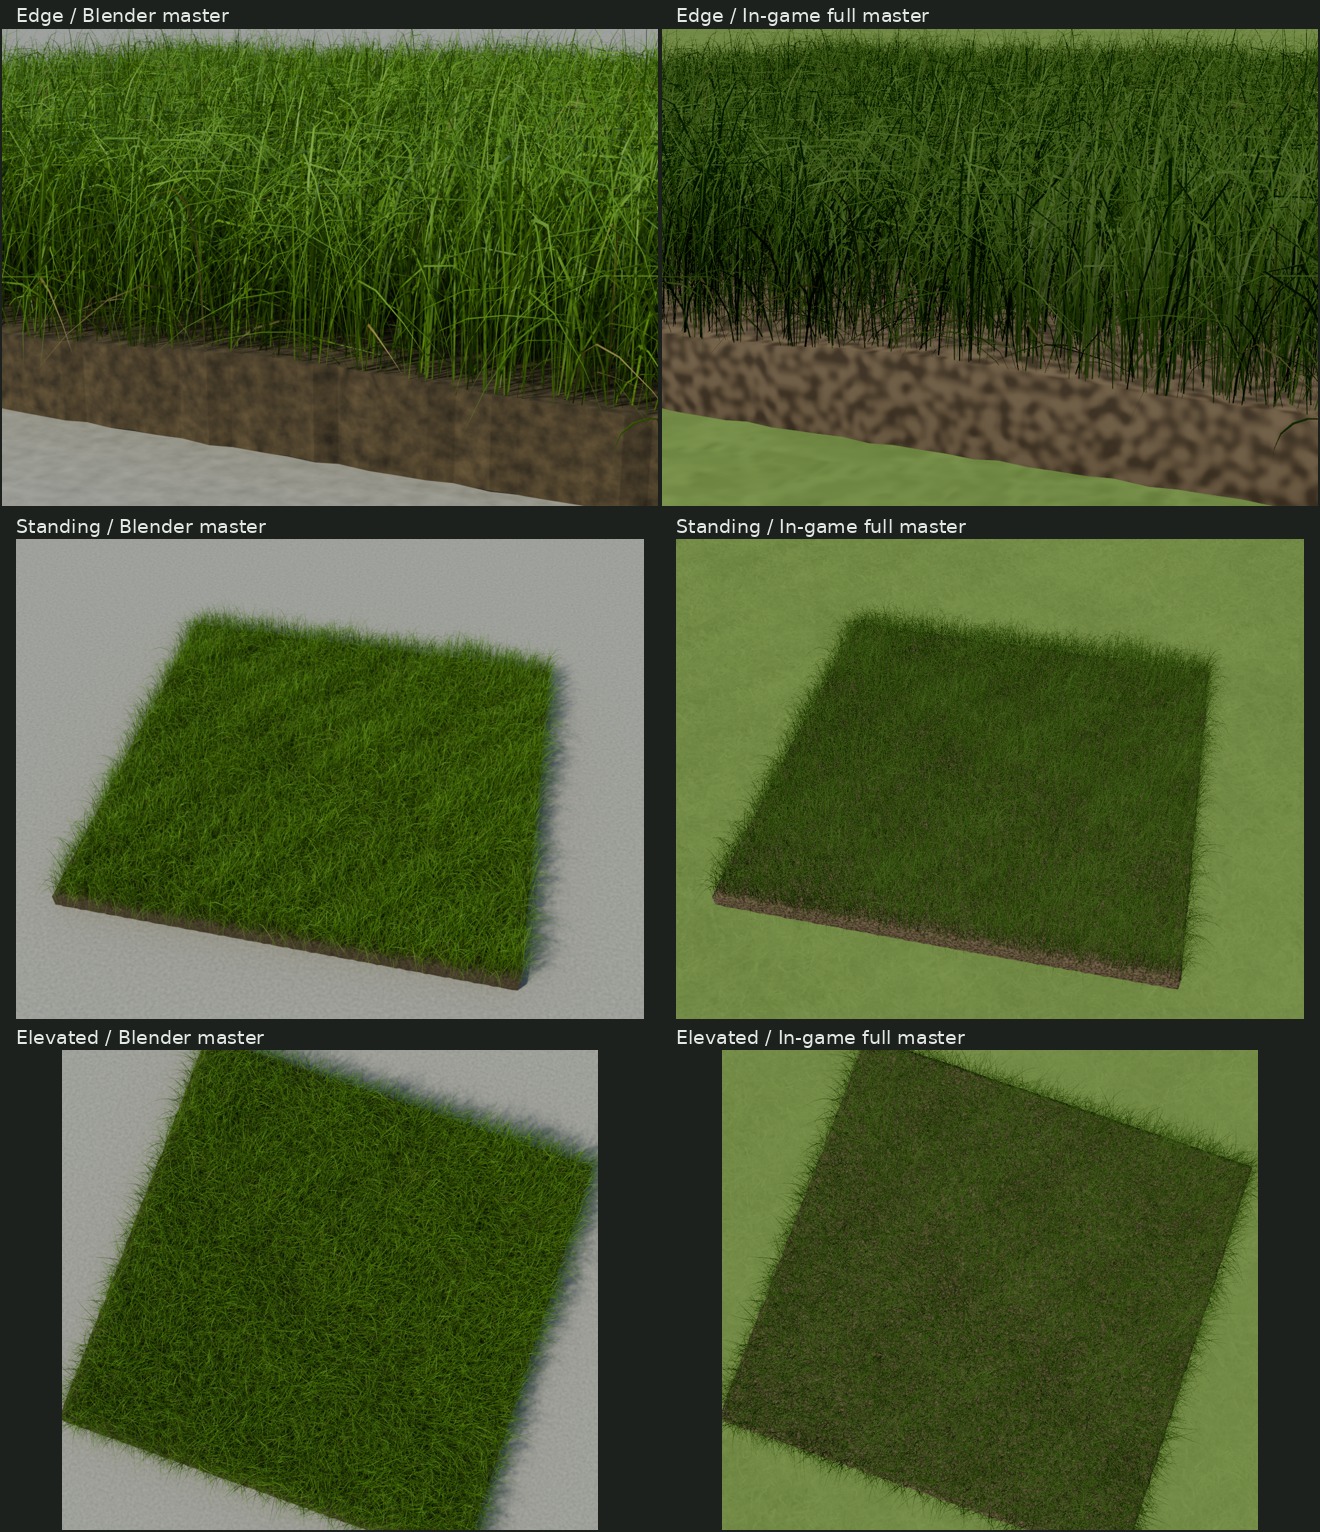 Edge / Blender master
Edge / In-game full master
Standing / Blender master
Standing / In-game full master
Elevated / Blender master
Elevated / In-game full master